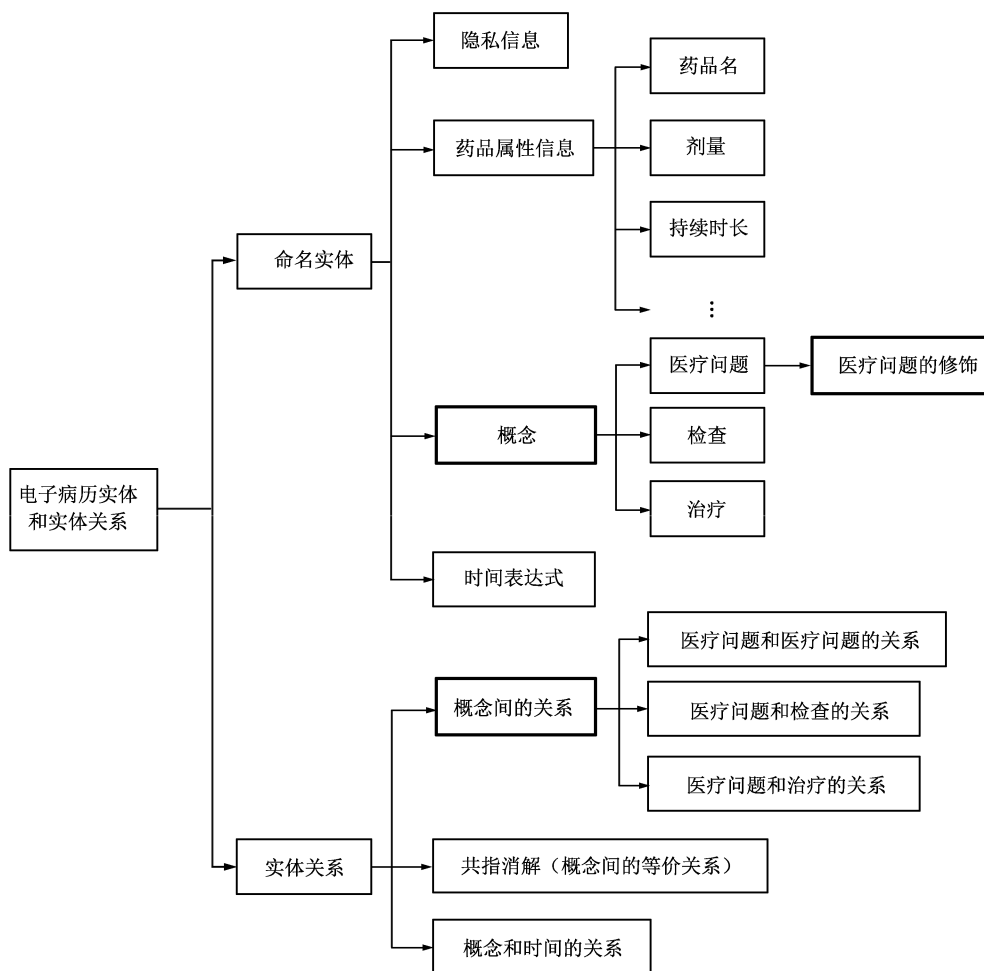 隐私信息
药品名
药品属性信息
剂量
持续时长
命名实体
⋮
医疗问题
医疗问题的修饰
概念
检查
电子病历实体
和实体关系
治疗
时间表达式
医疗问题和医疗问题的关系
概念间的关系
医疗问题和检查的关系
医疗问题和治疗的关系
实体关系
共指消解（概念间的等价关系）
概念和时间的关系